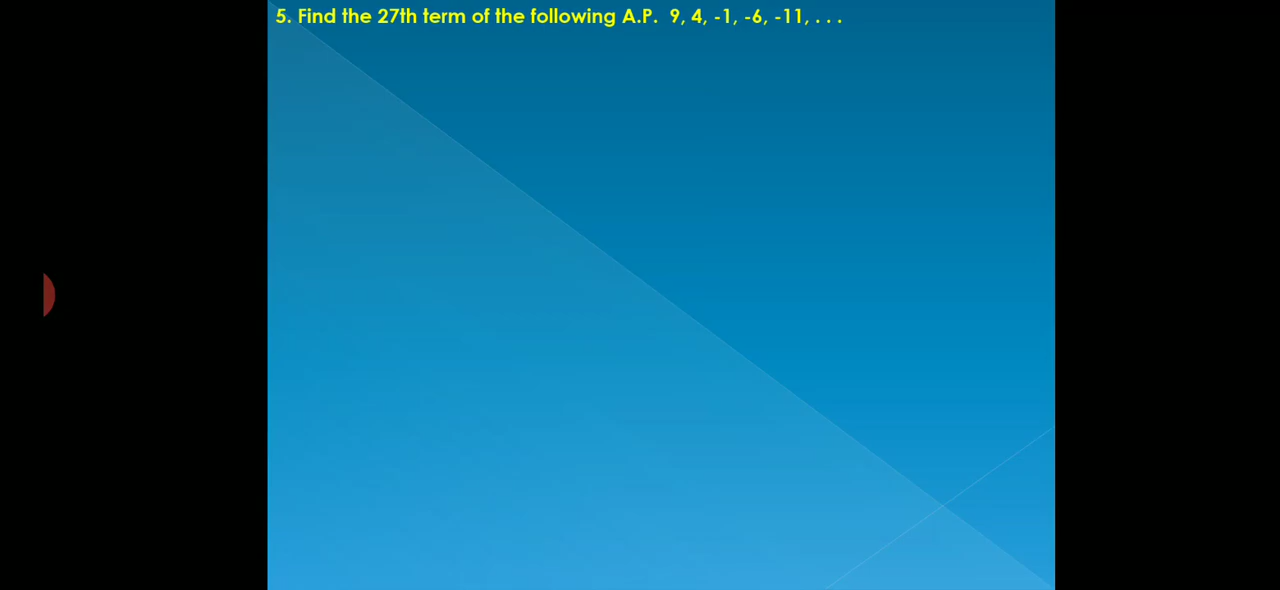 5. Find the 27th term of the following A.P. 9, 4, -1, -6, -11, . . .